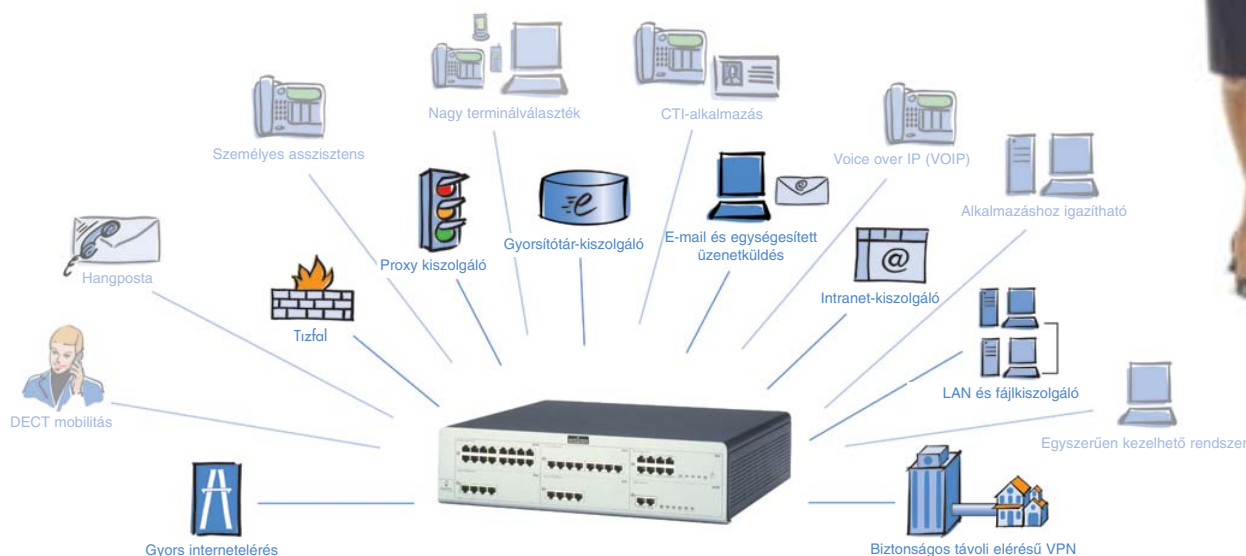 Nagy terminálválaszték
CTI-alkalmazás
Személyes asszisztens
Voice over IP (VOIP)
Alkalmazáshoz igazítható
Gyorsítótár-kiszolgáló
E-mail és egységesített
üzenetküldés
Proxy kiszolgáló
Hangposta
Intranet-kiszolgáló
Tızfal
LAN és fájlkiszolgáló
DECT mobilitás
Egyszerűen kezelhető rendszer
Gyors internetelérés
Biztonságos távoli elérésű VPN